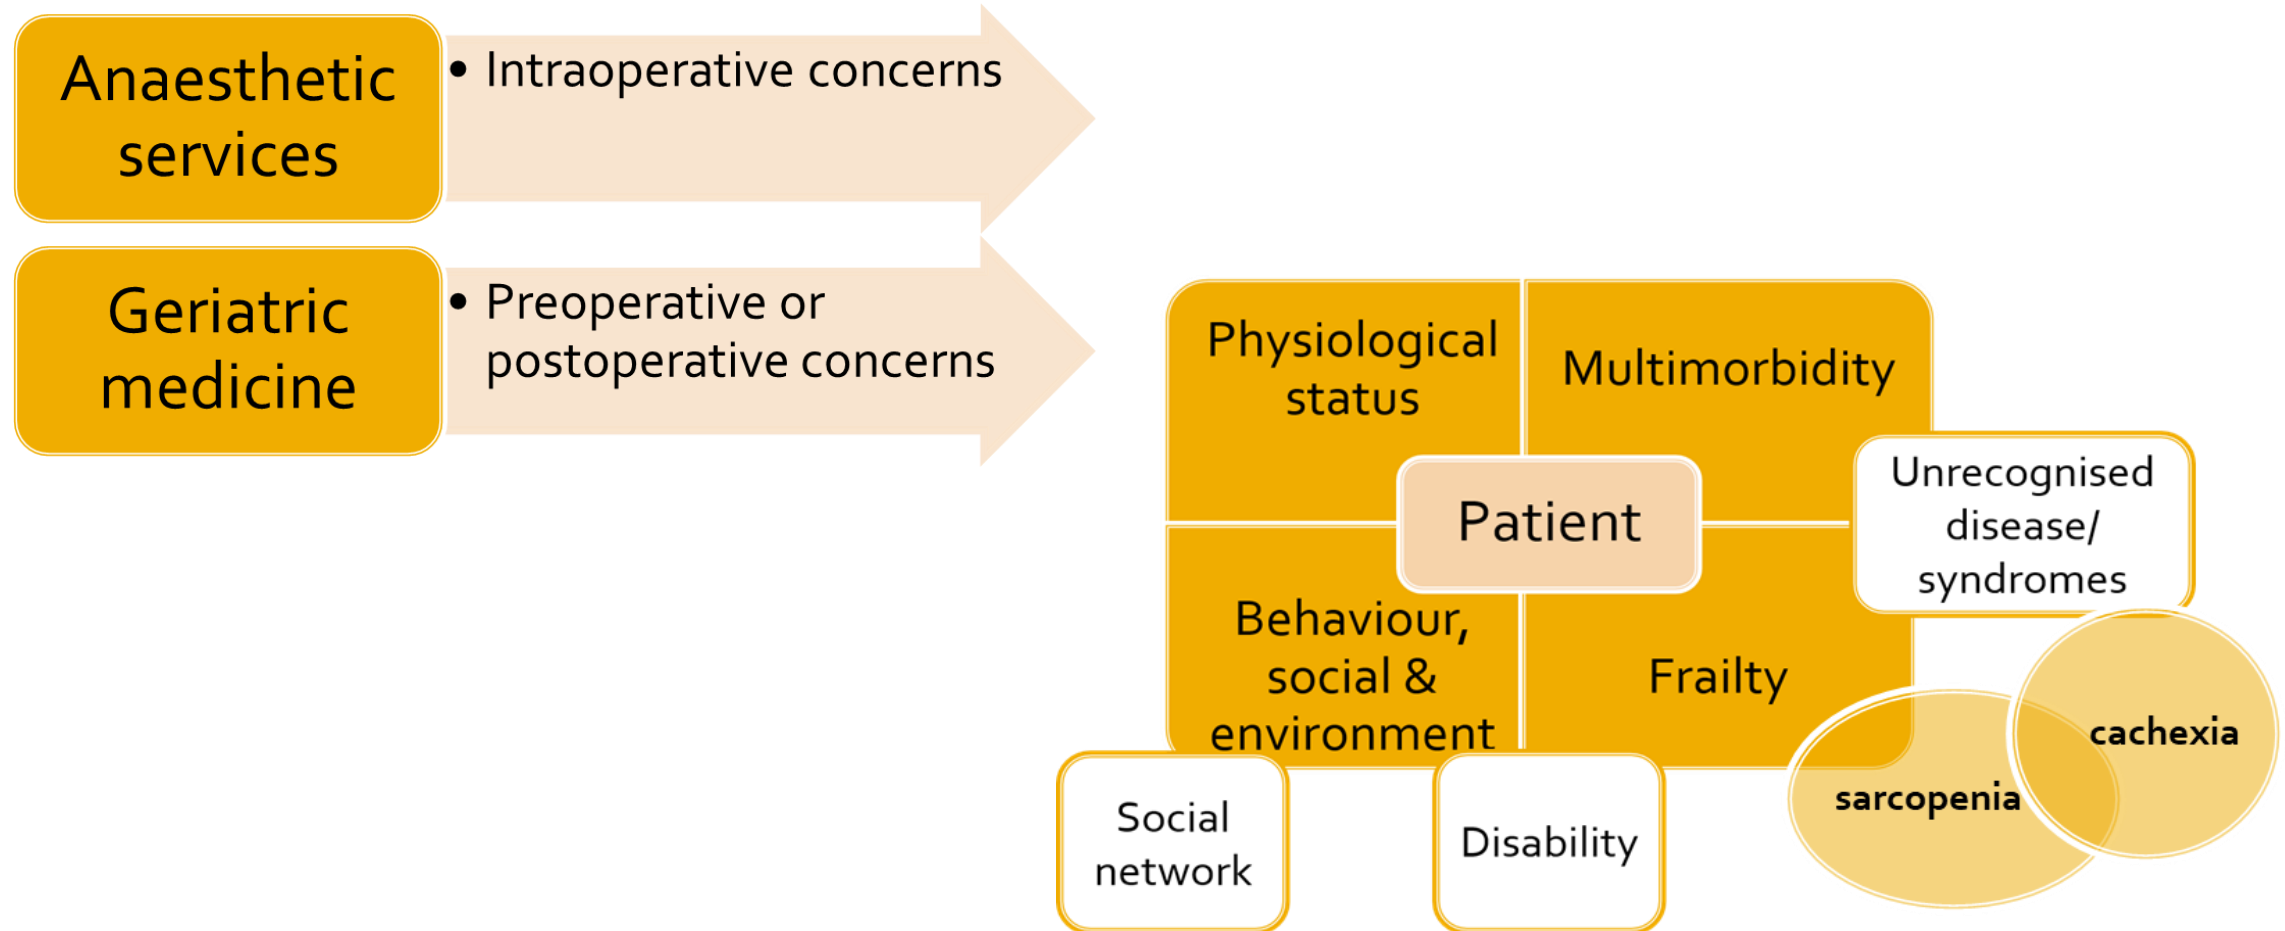 Anaesthetic
services
• Intraoperative concerns
Geriatric
medicine
• Preoperative or
postoperative concerns
Physiological
status
Multimorbidity
Patient
Unrecognised
disease/
syndromes
Behaviour,
social &
environment
Frailty
cachexia
sarcopenia
Social
network
Disability